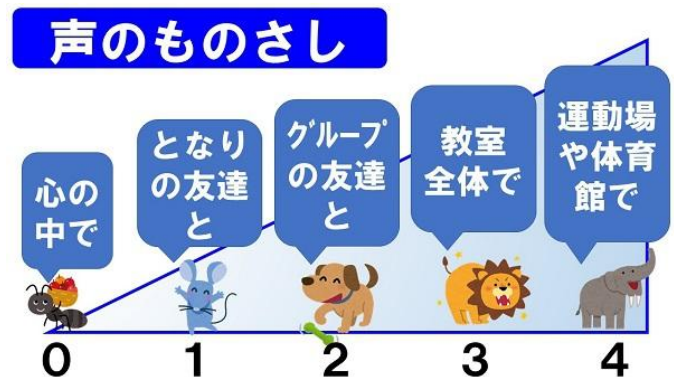 声のものさし
心の
中で
となり
の友達
と
グループ
の友達
と
教室
全体で
運動場
や体育
館で
0 1 2 3 4